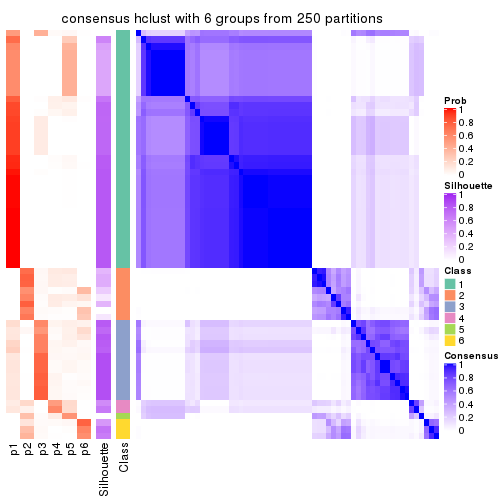 consensus hclust with 6 groups from 250 partitions
Prob
1
0.8
0.6
0.4
0.2
0
Silhouette
1
0.8
0.6
0.4
0.2
0
Class
1
2
3
4
5
6
Consensus
1
0.8
0.6
0.4
0.2
0
p1
p2
p3
p4
p5
p6
Silhouette
Class